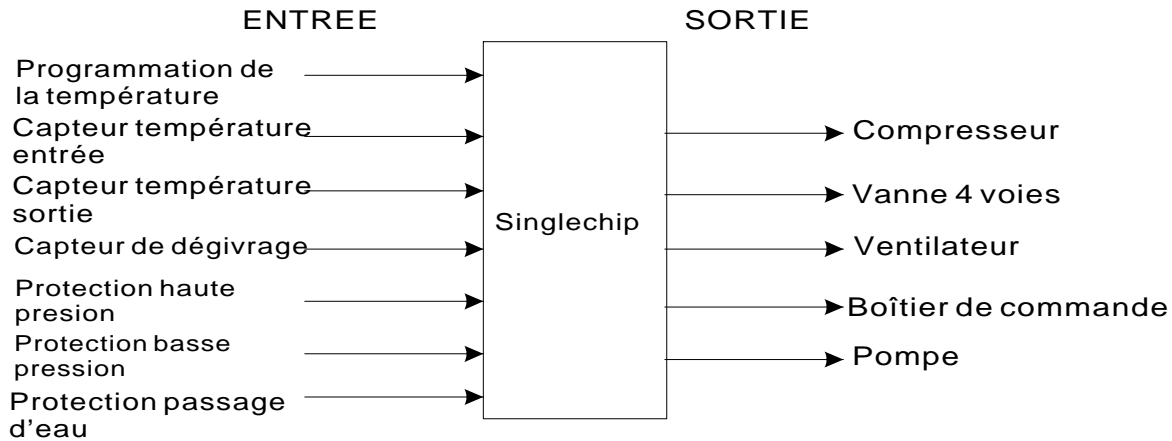 ENTREE
SORTIE
Programmation de
la température
Capteur température
entrée
Capteur température
sortie
Capteur de dégivrage
Protection haute
presion
Protection basse
pression
Protection passage
d'eau
Singlechip
Compresseur
Vanne 4 voies
Ventilateur
Boîtier de commande
Pompe